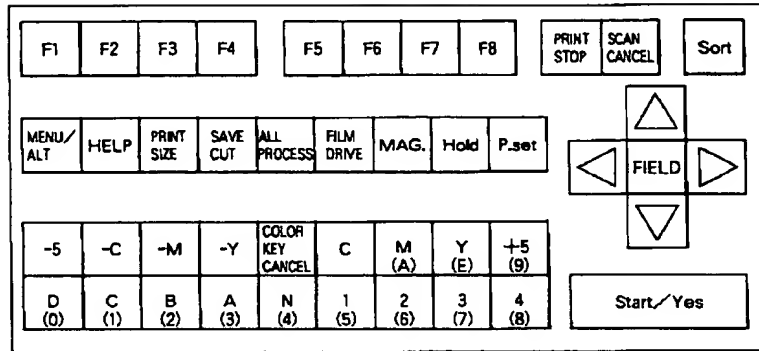 F1 F2 F3 F4 F5 F6 F7 F8 PRINT STOP SCAN CANCEL Sort
MENU/ALT HELP PRINT SIZE SAVE CUT ALL PROCESS FILM DRIVE MAG. Hold P.set
FIELD
-5 -C -M -Y COLOR KEY CANCEL C M (A) Y (E) +5 (9)
D (0) C (1) B (2) A (3) N (4) 1 (5) 2 (6) 3 (7) 4 (8)
Start/Yes